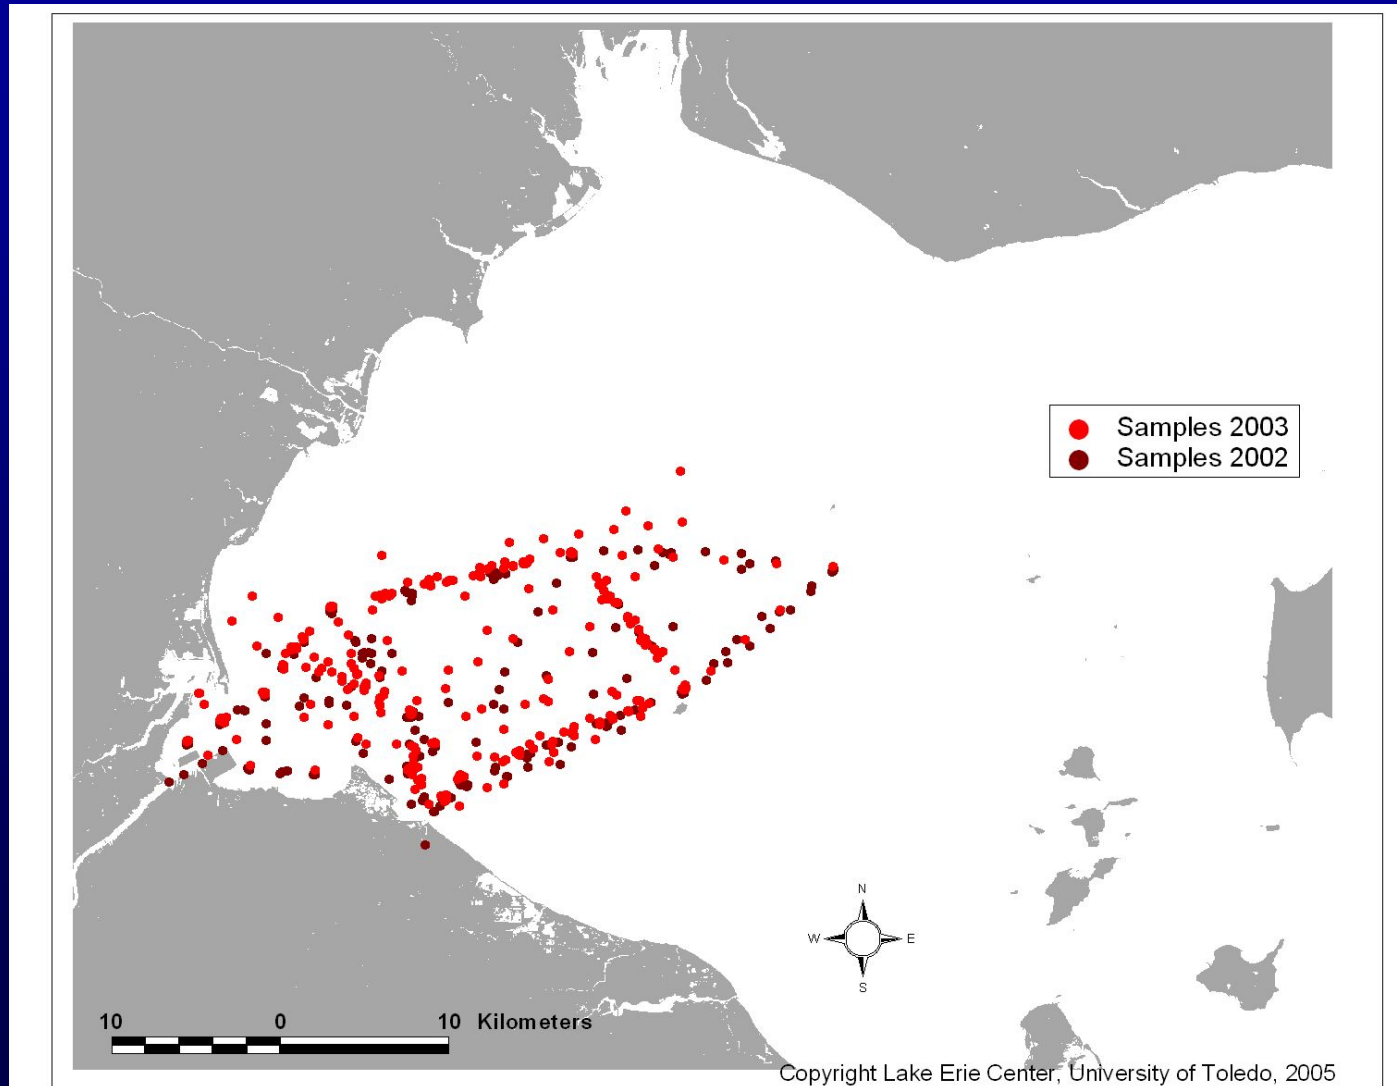 Samples 2003
Samples 2002
N
W E
S
10 0 10 Kilometers
Copyright Lake Erie Center, University of Toledo, 2005